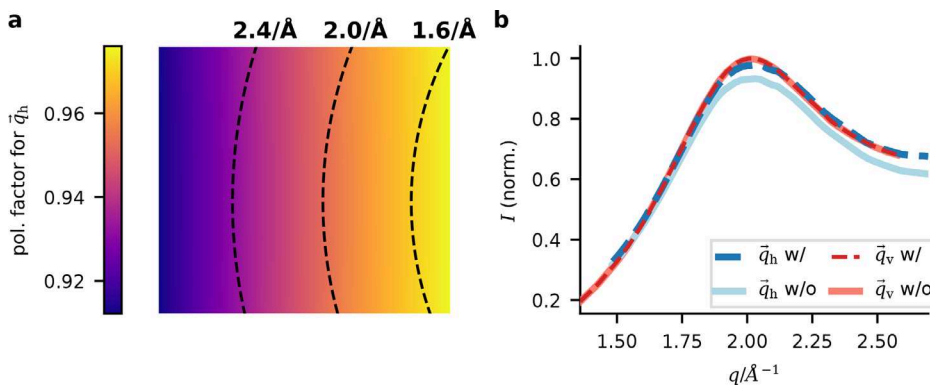 a
2.4/Å 2.0/Å 1.6/Å
pol. factor for q⃗h
0.96
0.94
0.92
b
I (norm.)
1.0
0.8
0.6
0.4
0.2
q⃗h w/ q⃗v w/
q⃗h w/o q⃗v w/o
1.50 1.75 2.00 2.25 2.50
q/Å⁻¹